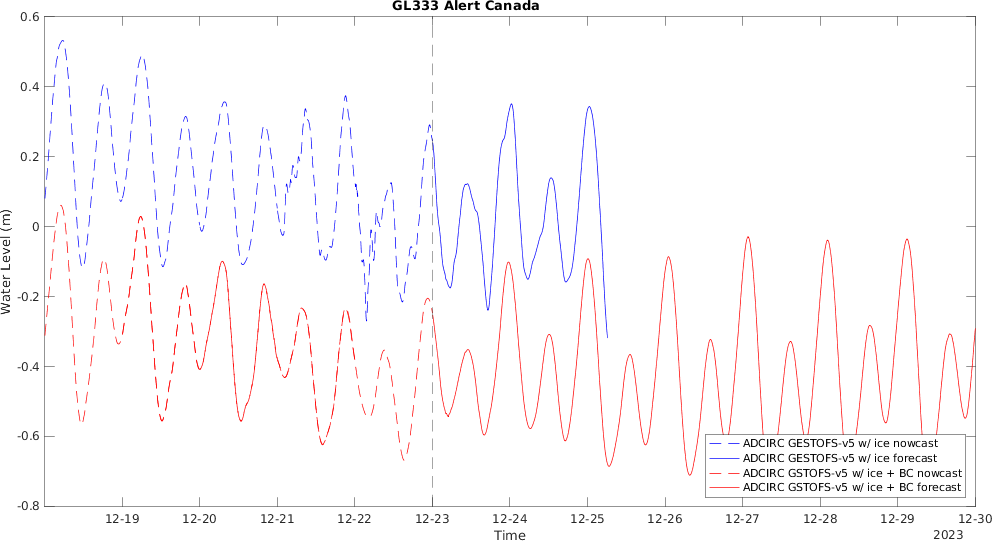 GL333 Alert Canada
0.6
0.4
0.2
0
-0.2
-0.4
-0.6
-0.8
Water Level (m)
ADCIRC GESTOFS-v5 w/ ice nowcast
ADCIRC GESTOFS-v5 w/ ice forecast
ADCIRC GSTOFS-v5 w/ ice + BC nowcast
ADCIRC GSTOFS-v5 w/ ice + BC forecast
12-19 12-20 12-21 12-22 12-23 12-24 12-25 12-26 12-27 12-28 12-29 12-30
Time
2023